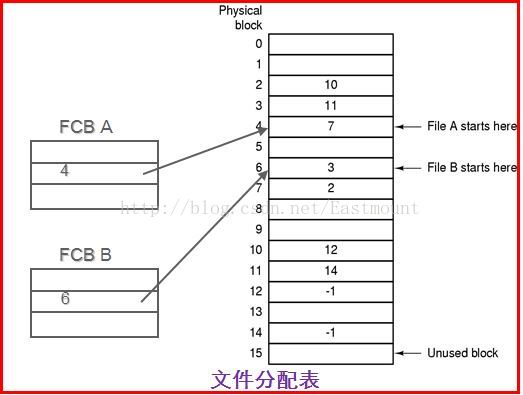 Physical
block
0
1
2 10
3 11
4 7 File A starts here
5
6 3 File B starts here
7 2
8
9
10 12
11 14
12 -1
13
14 -1
15 Unused block
FCB A
4
FCB B
6
http://blog.csdn.net/Eastmount
文件分配表